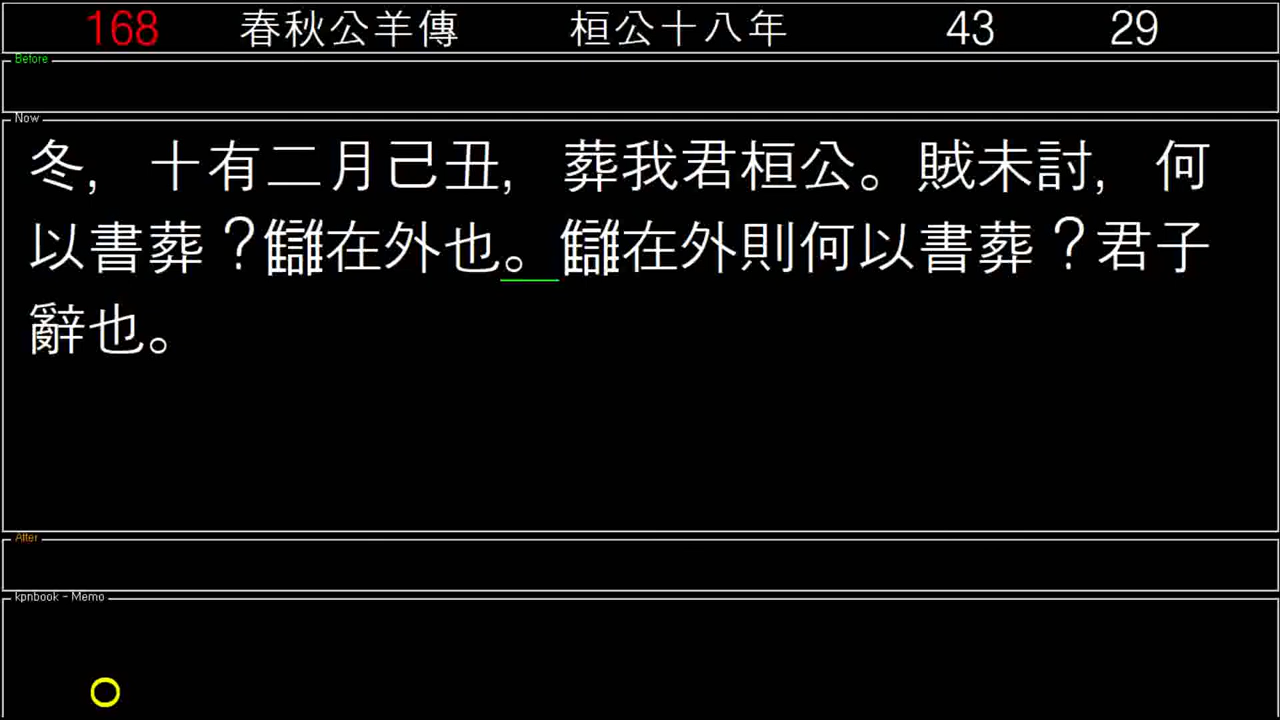 168 春秋公羊傳 桓公十八年 43 29
Before
Now
冬, 十有二月己丑, 葬我君桓公。賊未討, 何
以書葬？讎在外也。讎在外則何以書葬？君子
辭也。
After
kpnbook - Memo